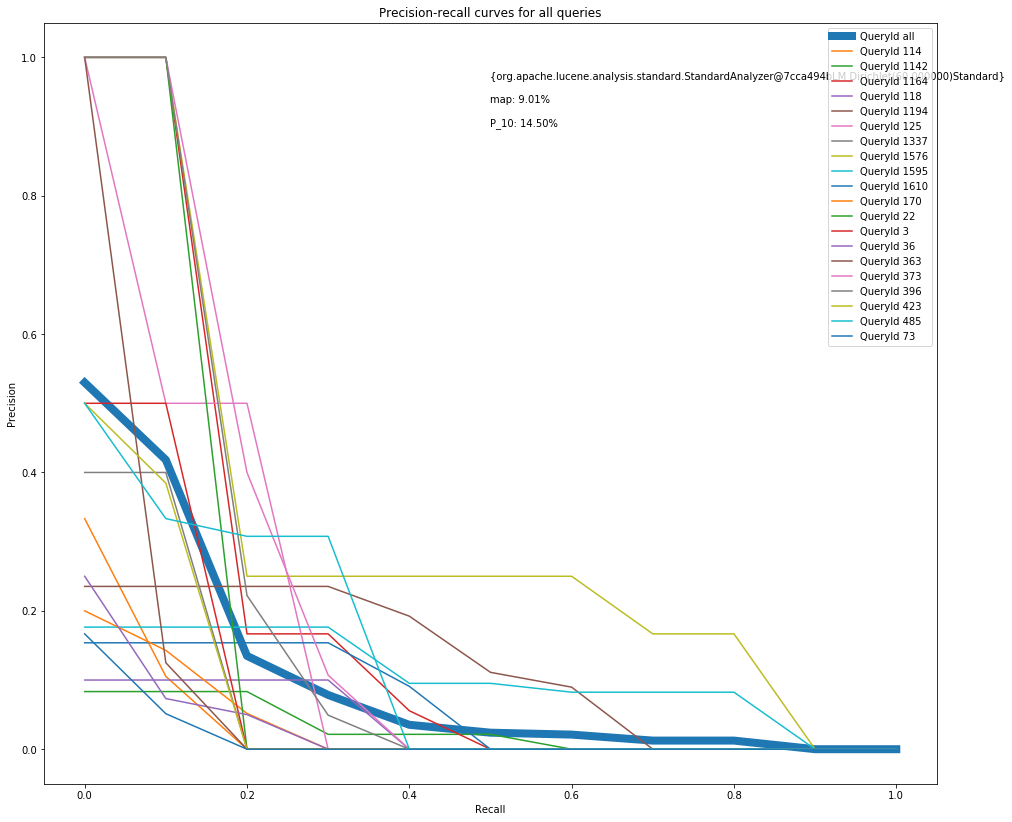 Precision-recall curves for all queries
1.0
0.8
0.6
0.4
0.2
0.0
Precision
{org.apache.lucene.analysis.standard.StandardAnalyzer@7cca494b
)Standard}
map: 9.01%
P_10: 14.50%
QueryId all
QueryId 114
QueryId 1142
QueryId 1164
QueryId 118
QueryId 1194
QueryId 125
QueryId 1337
QueryId 1576
QueryId 1595
QueryId 1610
QueryId 170
QueryId 22
QueryId 3
QueryId 36
QueryId 363
QueryId 373
QueryId 396
QueryId 423
QueryId 485
QueryId 73
0.0
0.2
0.4
0.6
0.8
1.0
Recall